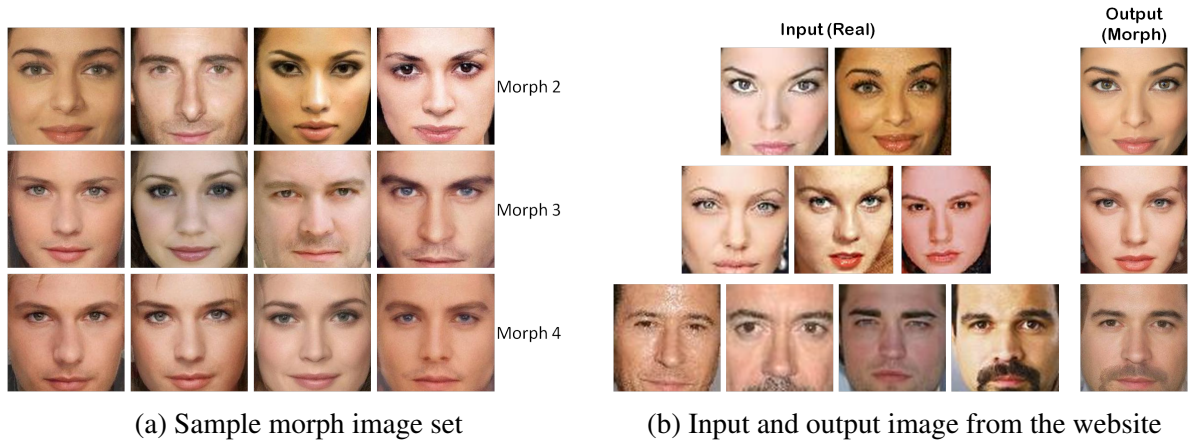 Morph 2
Morph 3
Morph 4
(a) Sample morph image set
Input (Real)
Output
(Morph)
(b) Input and output image from the website